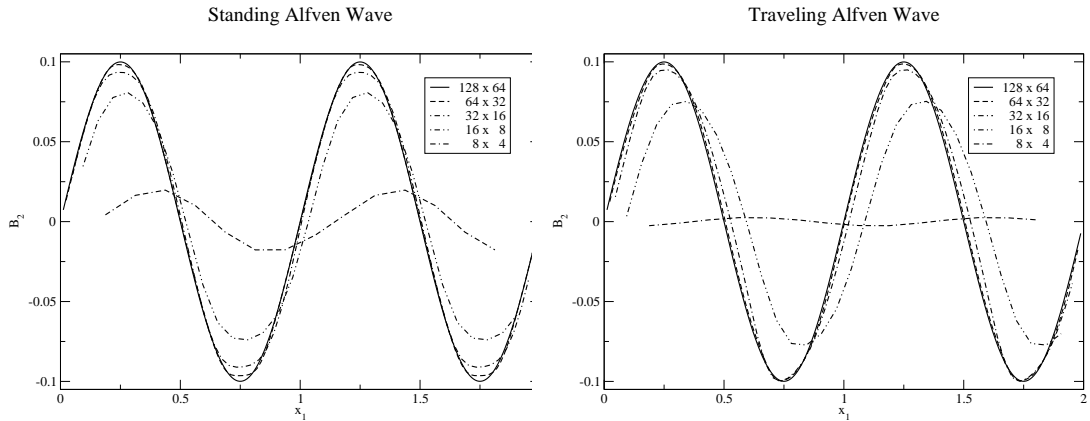 Standing Alfven Wave
0.1
0.05
0
-0.05
-0.1
B2
128 x 64
64 x 32
32 x 16
16 x 8
8 x 4
0
0.5
1
1.5
x1
Traveling Alfven Wave
0.1
0.05
0
-0.05
-0.1
B2
128 x 64
64 x 32
32 x 16
16 x 8
8 x 4
0
0.5
1
1.5
2
x1